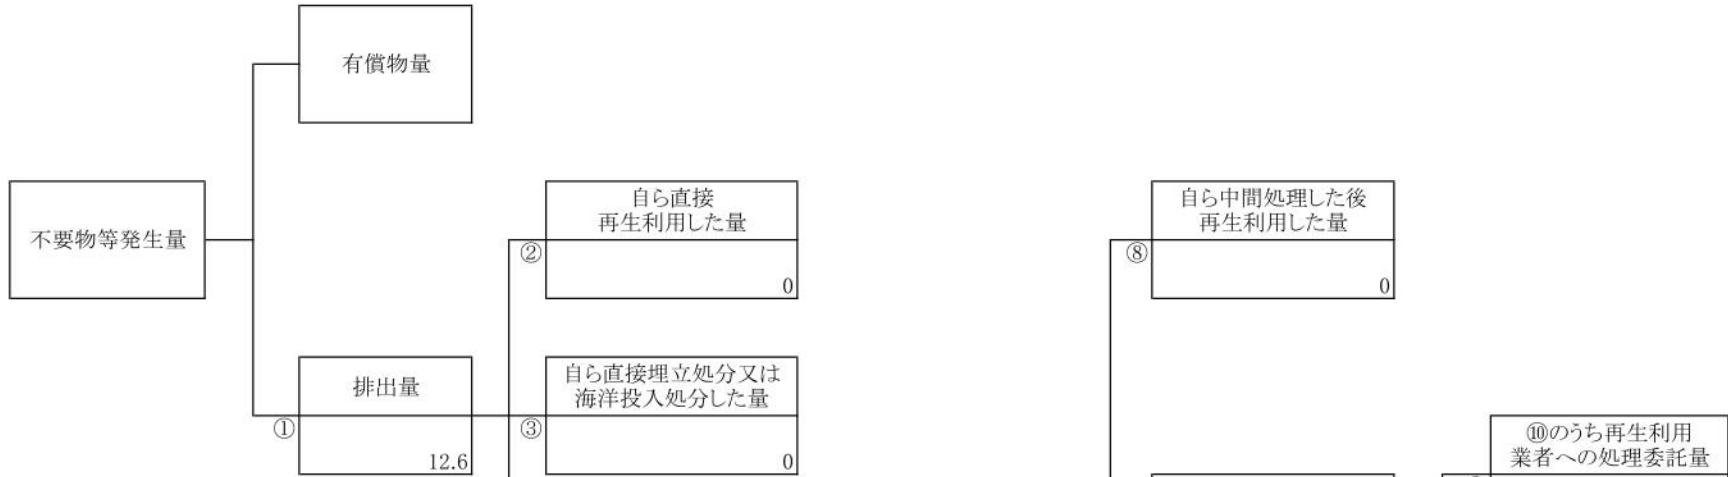 有償物量
不要物等発生量
自ら直接
再生利用した量
②
0
自ら中間処理した後
再生利用した量
⑧
0
排出量
①
12.6
自ら直接埋立処分又は
海洋投入処分した量
③
0
⑩のうち再生利用
業者への処理委託量